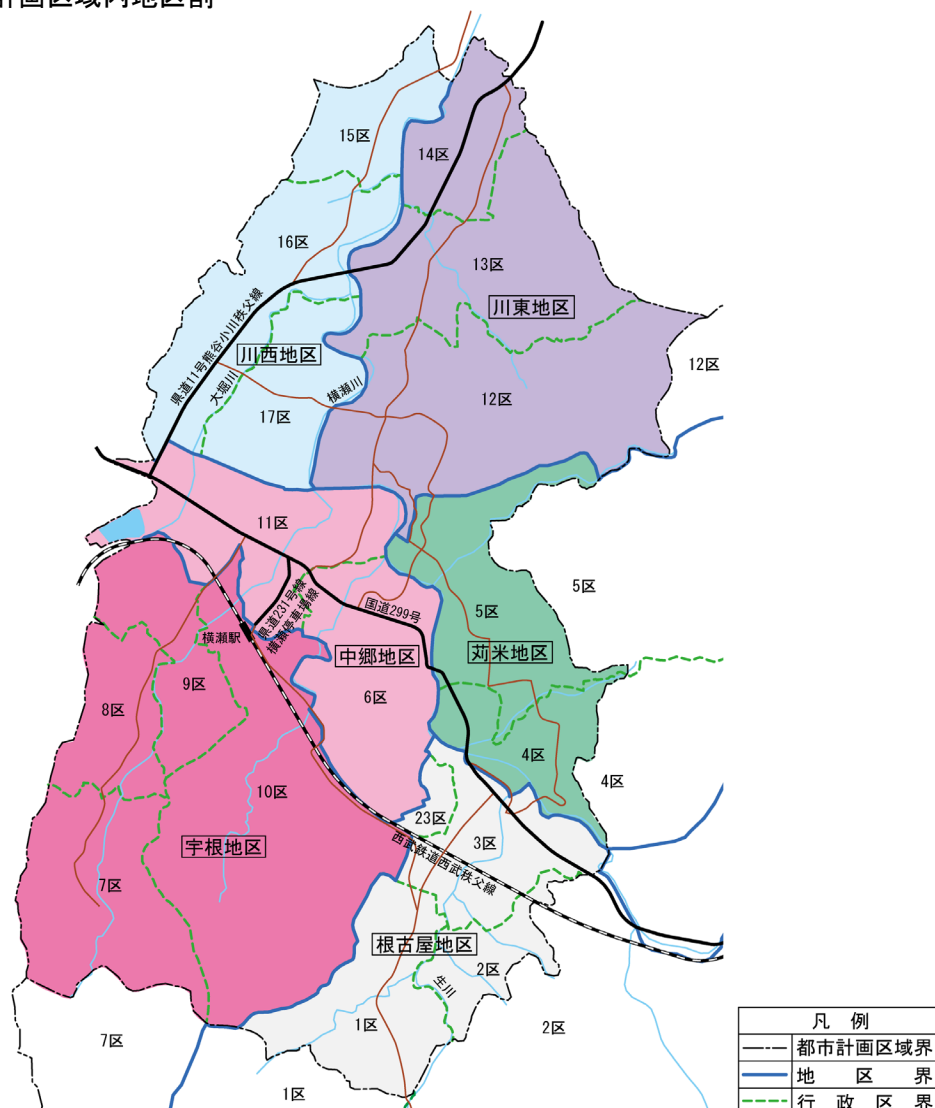 計画区域内地区割
15区
14区
16区
13区
川東地区
県道11号熊谷小川秩父線
川西地区
大堀川
横瀬川
12区
12区
17区
11区
5区
県道231号線
横瀬停車場線
国道299号
5区
横瀬駅
中郷地区
苅米地区
9区
6区
8区
4区
4区
10区
23区
3区
宇根地区
西武鉄道西武秩父線
7区
根古屋地区
2区
生川
1区
2区
7区
1区
凡 例
都市計画区域界
地 区 界
行 政 区 界